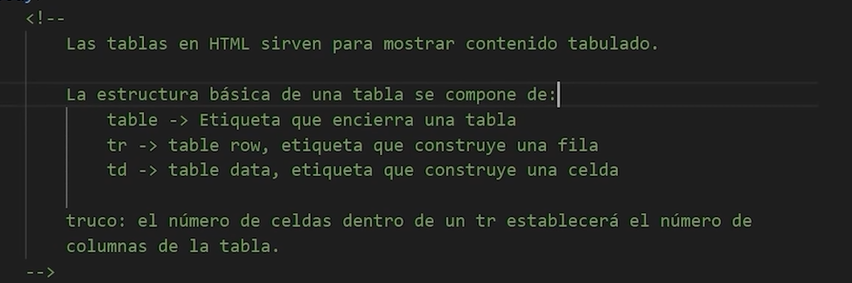 <!--
Las tablas en HTML sirven para mostrar contenido tabulado.
La estructura básica de una tabla se compone de:
table -> Etiqueta que encierra una tabla
tr -> table row, etiqueta que construye una fila
td -> table data, etiqueta que construye una celda
truco: el número de celdas dentro de un tr establecerá el número de
columnas de la tabla.
-->